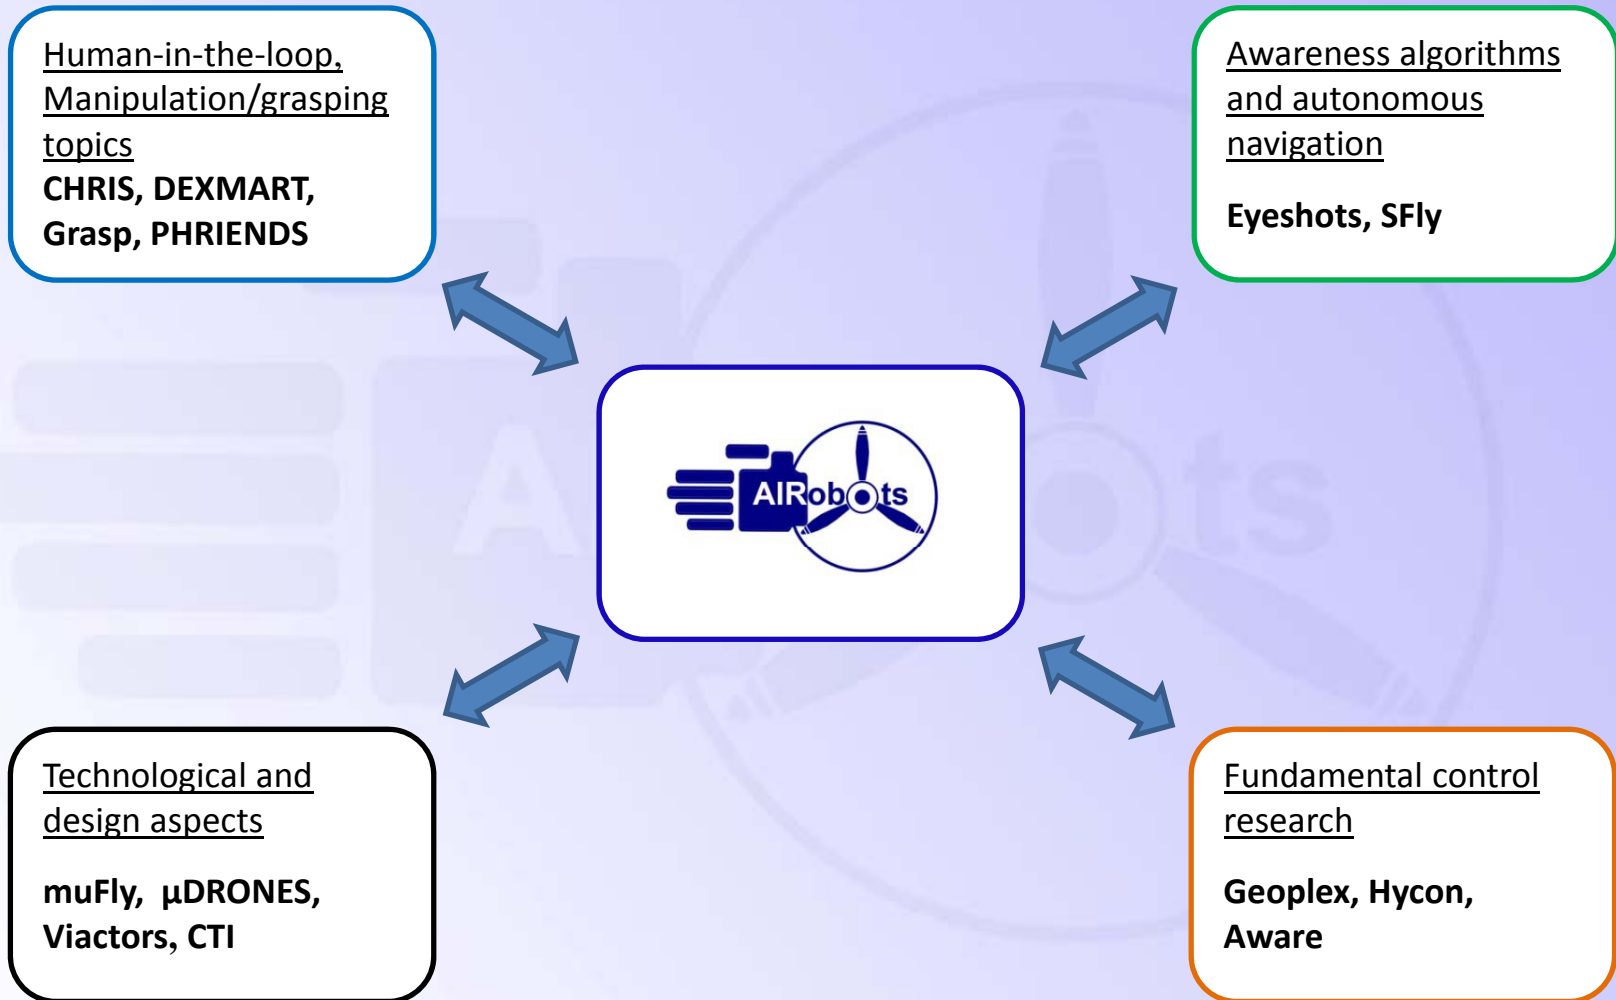 Human-in-the-loop,
Manipulation/grasping
topics
CHRIS, DEXMART,
Grasp, PHRIENDS
Awareness algorithms
and autonomous
navigation
Eyeshots, SFly
AIRobots
Technological and
design aspects
muFly, µDRONES,
Viactors, CTI
Fundamental control
research
Geoplex, Hycon,
Aware